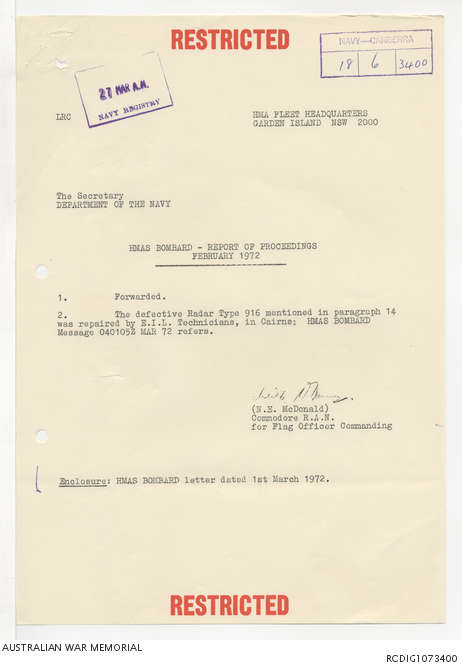 RESTRICTED
NAVY—CANBERRA
18 6 3400
27 MAR A.M.
NAVY REGISTRY
LRC
HMA FLEET HEADQUARTERS
GARDEN ISLAND NSW 2000
The Secretary
DEPARTMENT OF THE NAVY
HMAS BOMBARD - REPORT OF PROCEEDINGS
FEBRUARY 1972
1. Forwarded.
2. The defective Radar Type 916 mentioned in paragraph 14
was repaired by E.I.L. Technicians, in Cairns; HMAS BOMBARD
Message 040105Z MAR 72 refers.
(N.E. McDonald)
Commodore R.A.N.
for Flag Officer Commanding
Enclosure: HMAS BOMBARD letter dated 1st March 1972.
RESTRICTED
AUSTRALIAN WAR MEMORIAL
RCDIG1073400